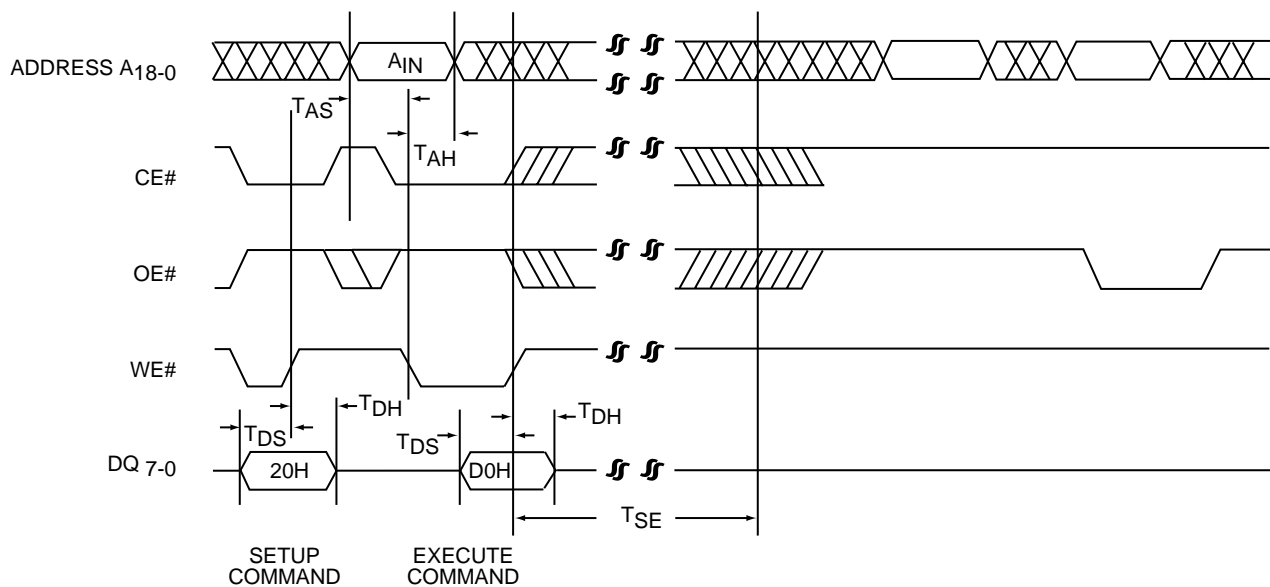 ADDRESS A18-0
AIN
TAS
TAH
CE#
OE#
WE#
TDH
TDS
TDS
TDH
DQ 7-0
20H
D0H
TSE
SETUP
COMMAND
EXECUTE
COMMAND